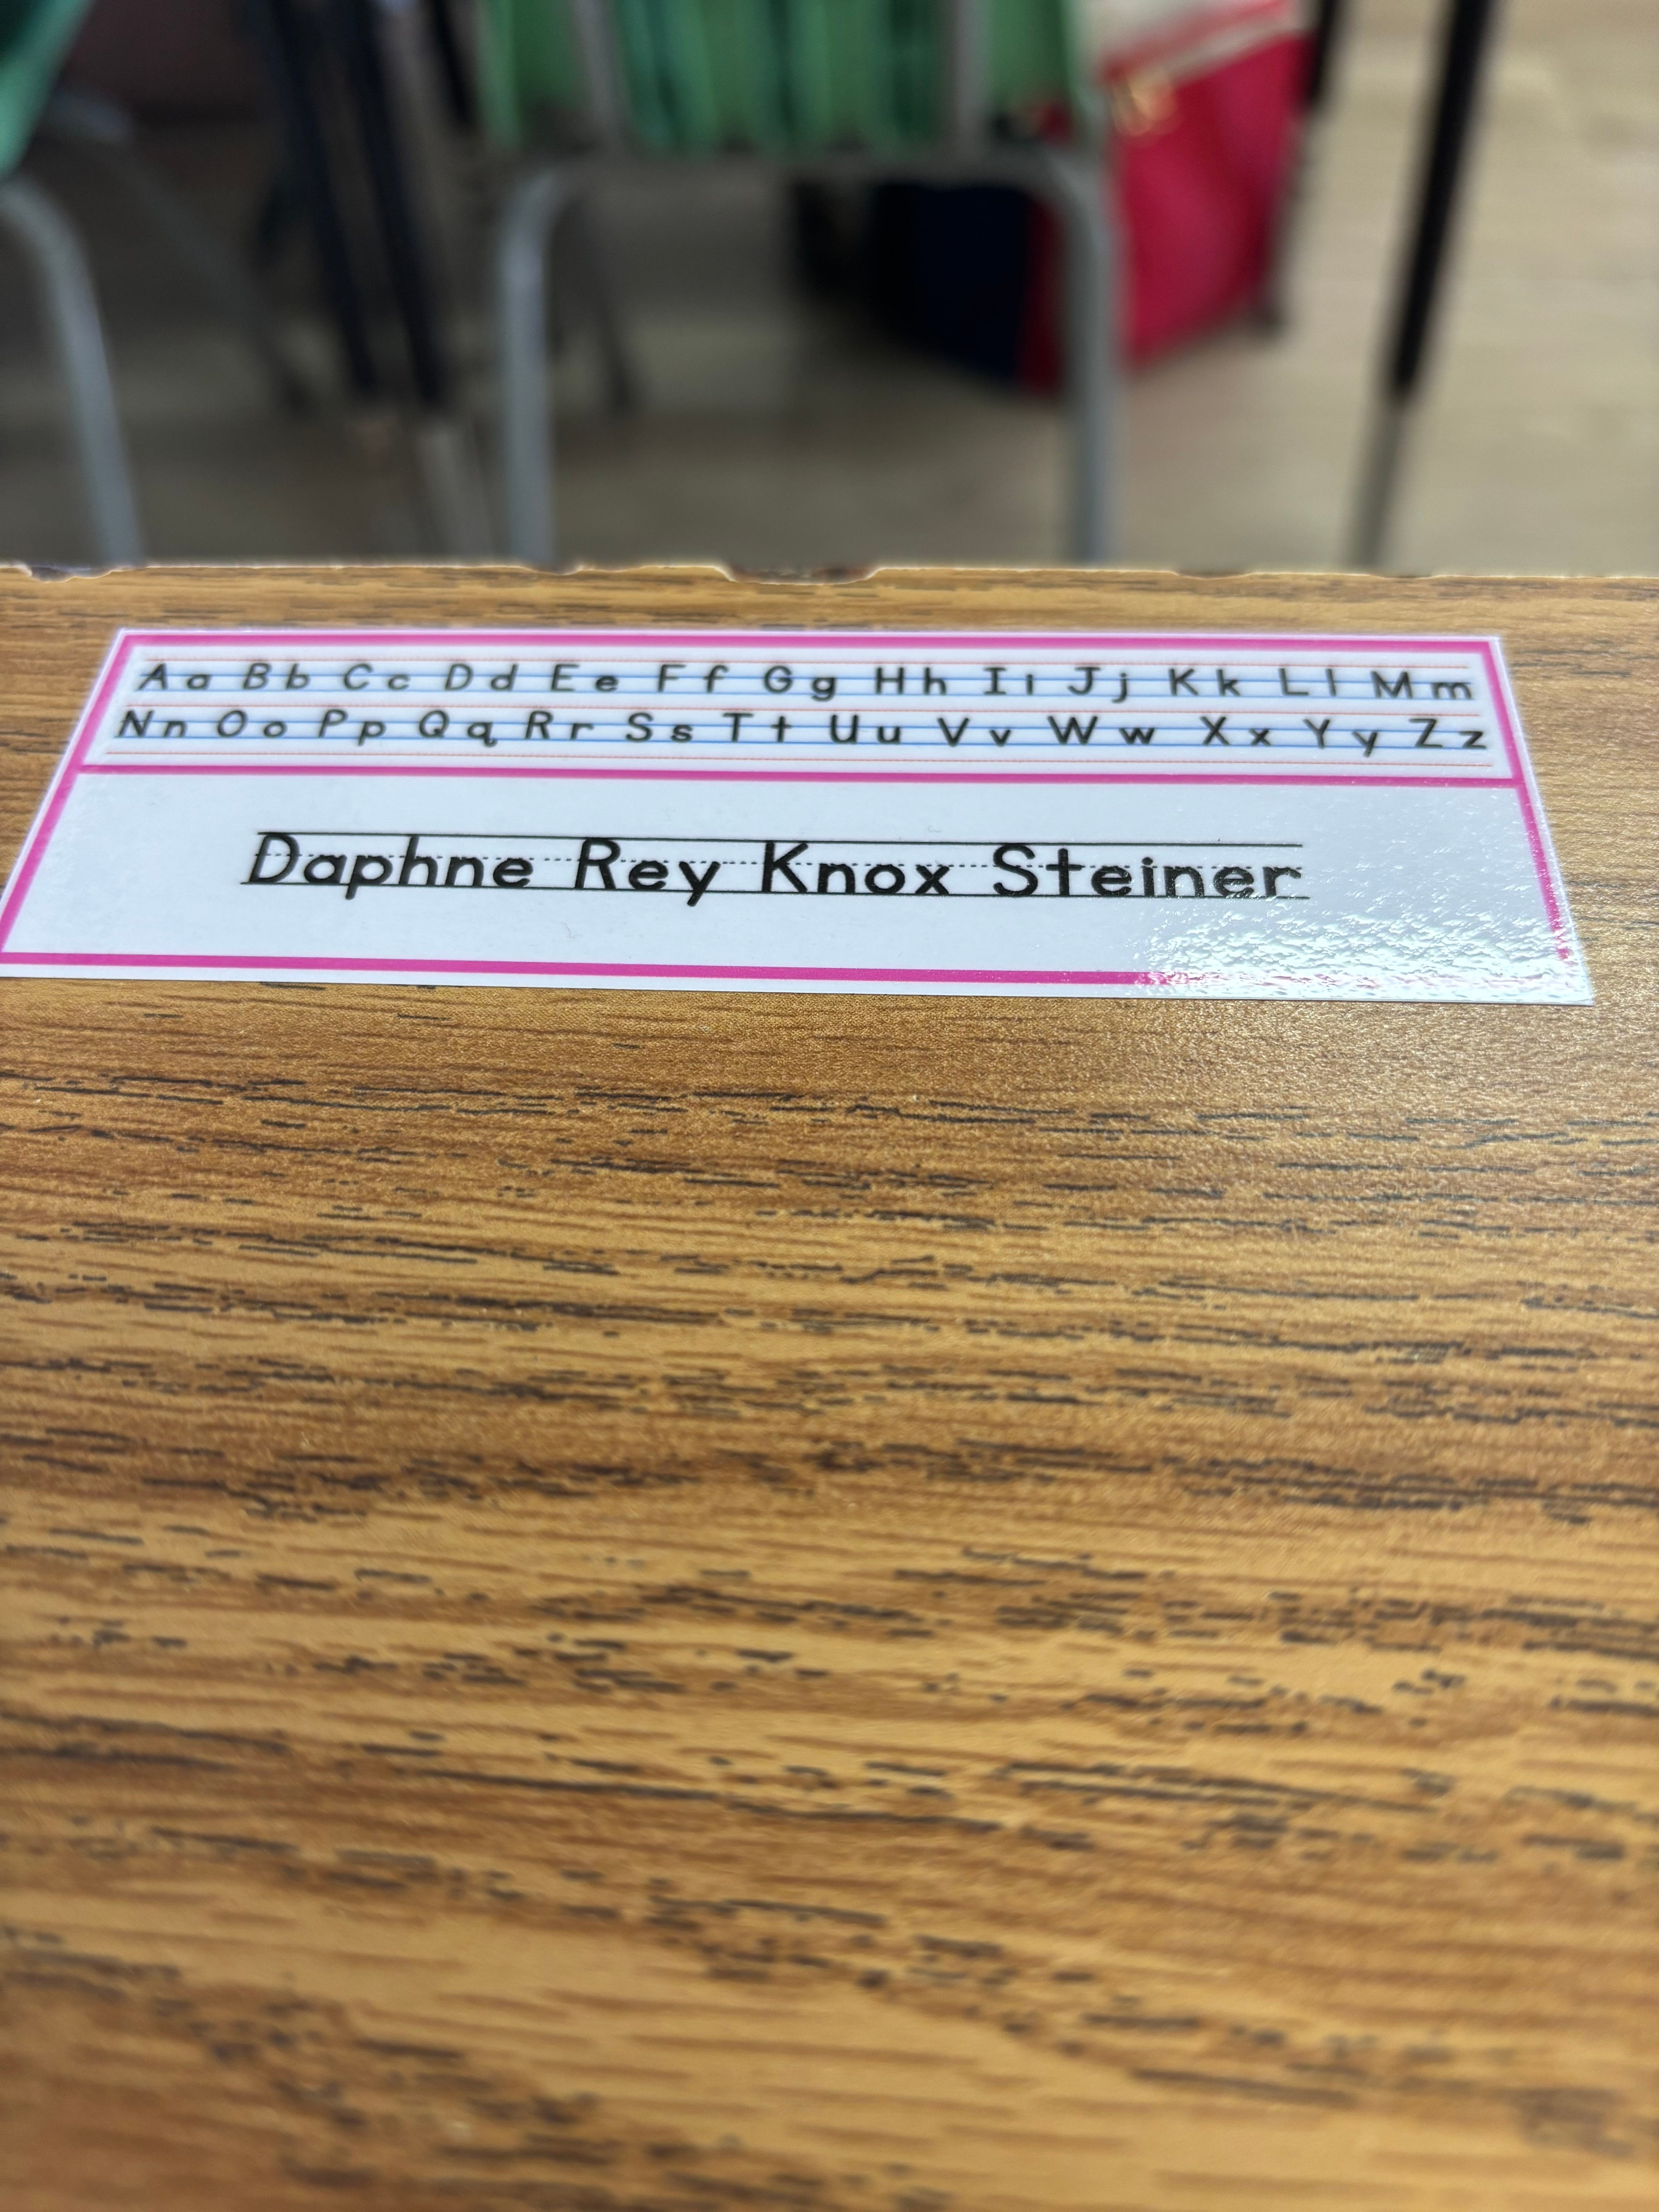 Aa Bb Cc Dd Ee Ff Gg Hh Ii Jj Kk Ll Mm
Nn Oo Pp Qq Rr Ss Tt Uu Vv Ww Xx Yy Zz
Daphne Rey Knox Steiner